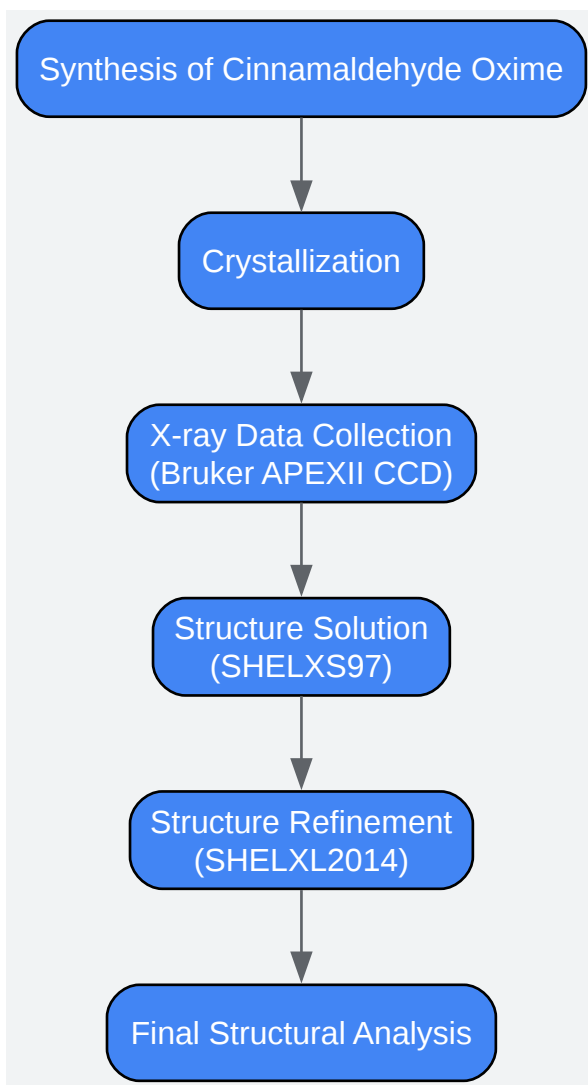 Synthesis of Cinnamaldehyde Oxime
Crystallization
X-ray Data Collection
(Bruker APEXII CCD)
Structure Solution
(SHELXS97)
Structure Refinement
(SHELXL2014)
Final Structural Analysis